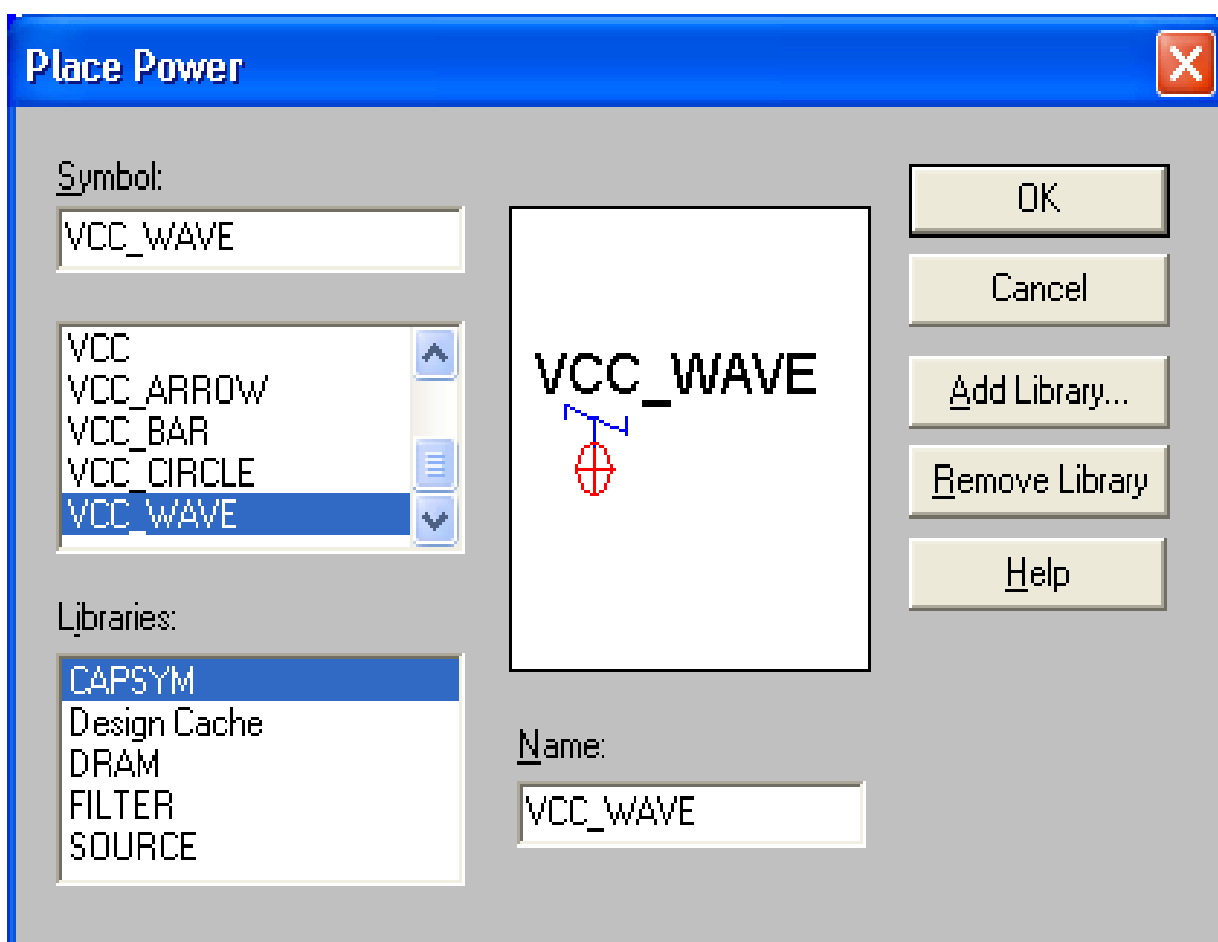 Place Power
Symbol:
VCC_WAVE
VCC
VCC_ARROW
VCC_BAR
VCC_CIRCLE
VCC_WAVE
Libraries:
CAPSYM
Design Cache
DRAM
FILTER
SOURCE
VCC_WAVE
Name:
VCC_WAVE
OK
Cancel
Add Library...
Remove Library
Help